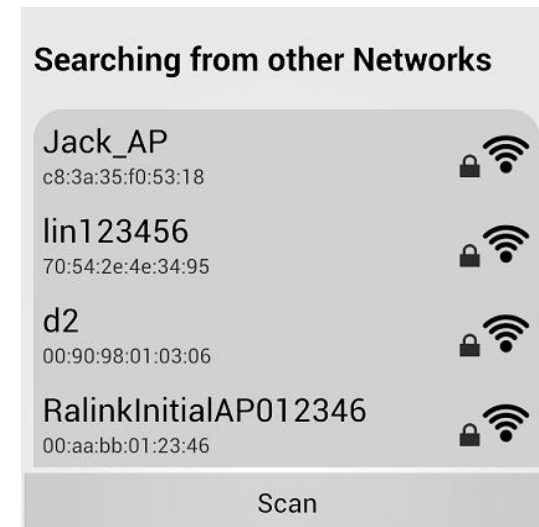 Searching from other Networks
Jack_AP
c8:3a:35:f0:53:18
lin123456
70:54:2e:4e:34:95
d2
00:90:98:01:03:06
RalinkInitialAP012346
00:aa:bb:01:23:46
Scan